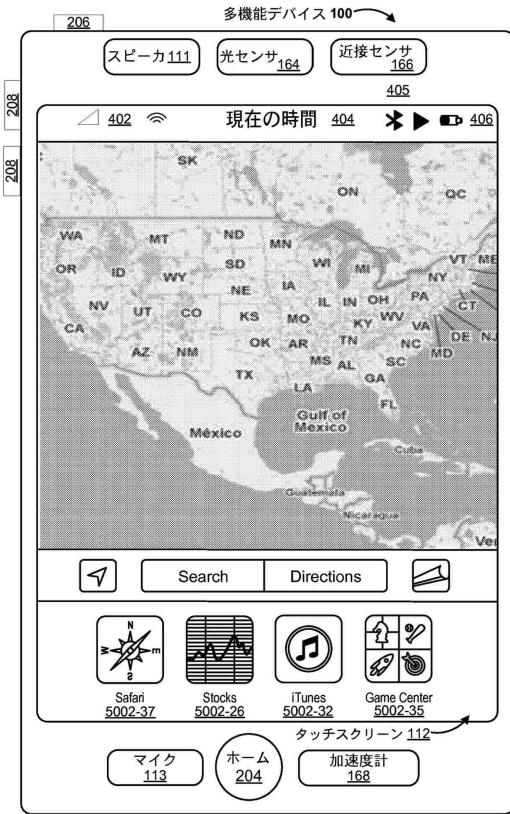 多機能デバイス 100
206
スピーカ 111
光センサ 164
近接センサ 166
405
208
208
402
現在の時間 404
406
SK
ON
QC
WA
MT
ND
MN
OR
ID
SD
WI
MI
VT
ME
WY
NE
IA
NY
NV
UT
CO
IL
IN
OH
PA
CT
CA
KS
MO
KY
WV
VA
AZ
NM
OK
AR
TN
NC
DE
NJ
MD
TX
MS
AL
SC
LA
GA
FL
Gulf of
Mexico
México
Cuba
Guatemala
Nicaragua
Ver
Search
Directions
N
W
E
S
Safari
5002-37
Stocks
5002-26
iTunes
5002-32
Game Center
5002-35
タッチスクリーン 112
マイク
113
ホーム
204
加速度計
168